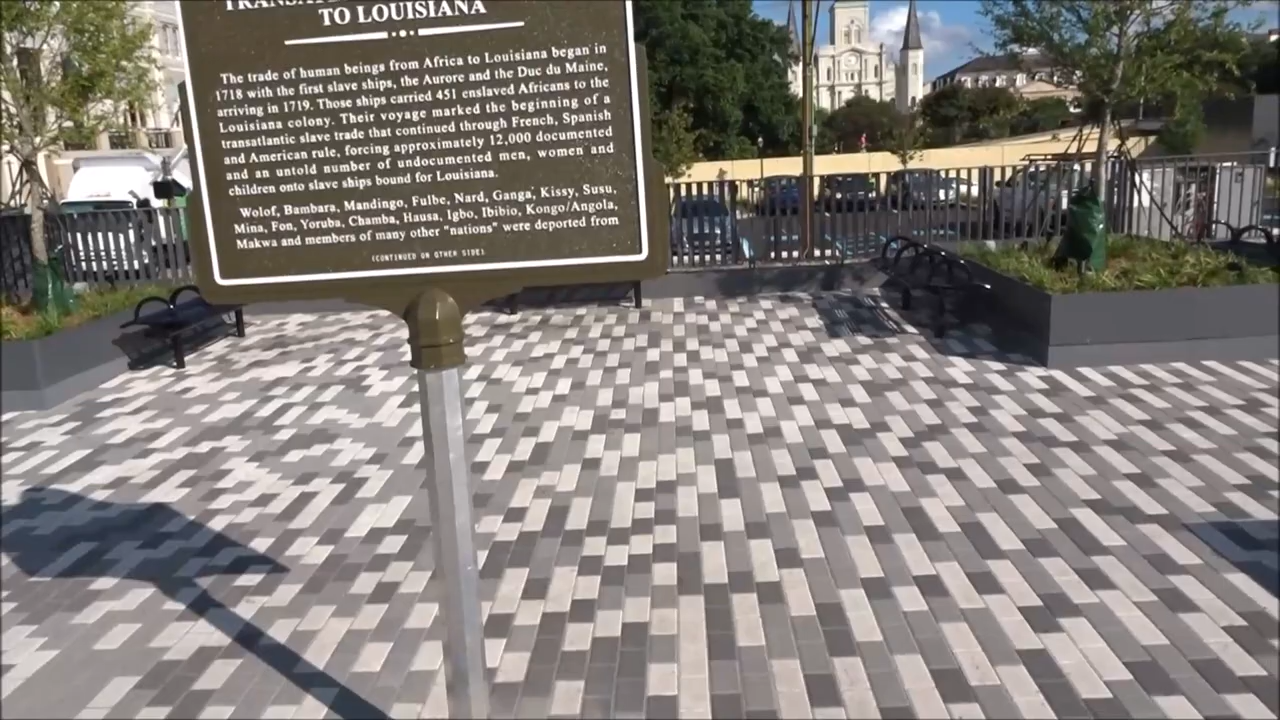 TO LOUISIANA
The trade of human beings from Africa to Louisiana began in
1718 with the first slave ships, the Aurore and the Duc du Maine,
arriving in 1719. Those ships carried 451 enslaved Africans to the
Louisiana colony. Their voyage marked the beginning of a
transatlantic slave trade that continued through French, Spanish
and American rule, forcing approximately 12,000 documented
and an untold number of undocumented men, women and
children onto slave ships bound for Louisiana.
Wolof, Bambara, Mandingo, Fulbe, Nard, Ganga, Kissy, Susu,
Mina, Fon, Yoruba, Chamba, Hausa, Igbo, Ibibio, Kongo/Angola,
Makwa and members of many other "nations" were deported from
(CONTINUED ON OTHER SIDE)